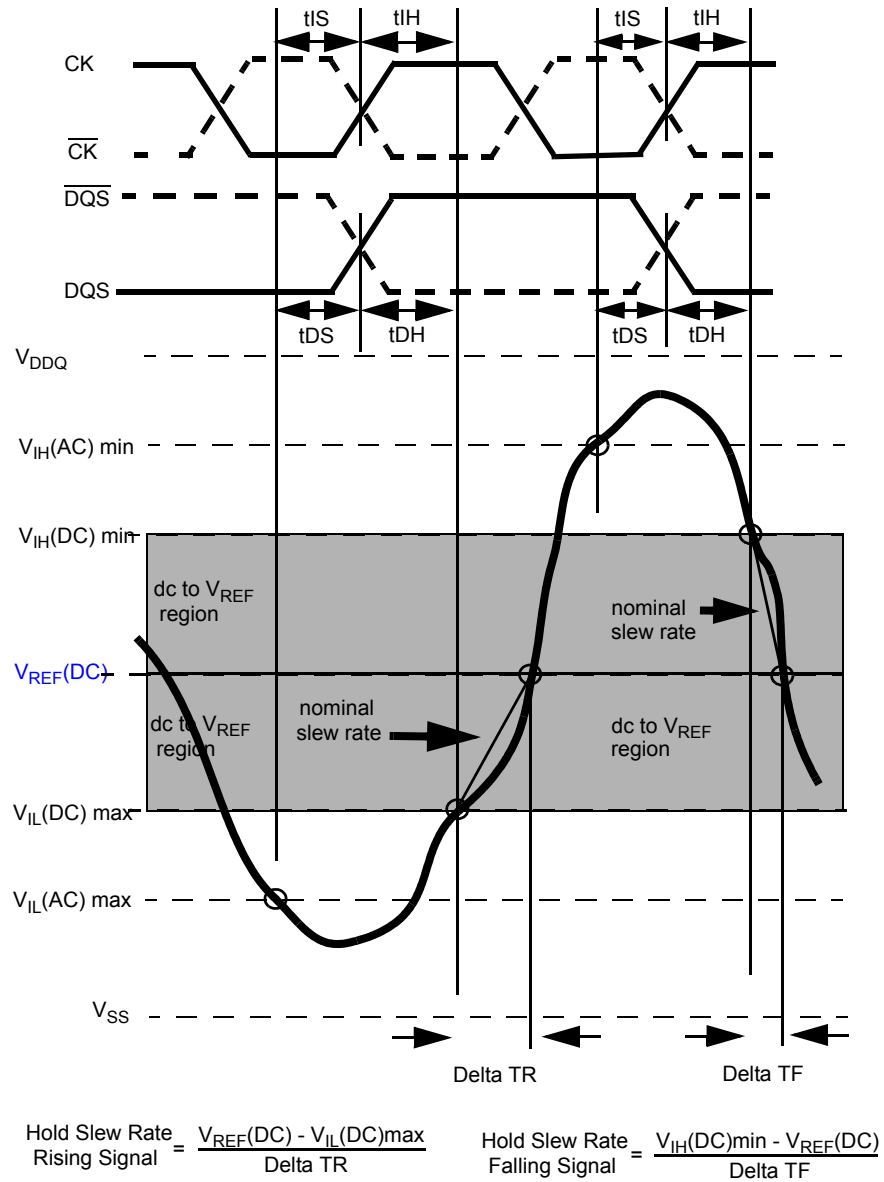 tIS tIH tIS tIH
CK
C̅K̅
D̅Q̅S̅
DQS
tDS tDH tDS tDH
VDDQ
VIH(AC) min
VIH(DC) min
dc to VREF
region
nominal
slew rate
VREF(DC)
dc to VREF
region
nominal
slew rate
dc to VREF
region
VIL(DC) max
VIL(AC) max
VSS
Delta TR Delta TF
Hold Slew Rate
Rising Signal
=
VREF(DC) - VIL(DC)max
Delta TR
Hold Slew Rate
Falling Signal
=
VIH(DC)min - VREF(DC)
Delta TF